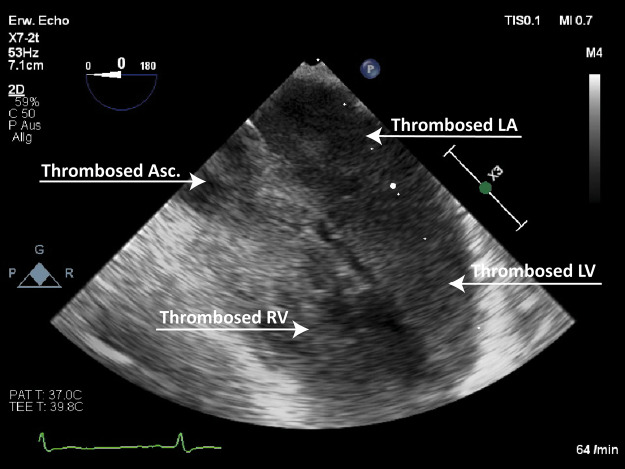 Erw. Echo
X7-2t
53Hz
7.1cm
2D
59%
C 50
P Aus
Allg
0 0 180
P
TIS0.1 MI 0.7
M4
Thrombosed LA
X3
Thrombosed Asc.
G
P R
Thrombosed LV
Thrombosed RV
PAT T: 37.0C
TEE T: 39.8C
64 /min